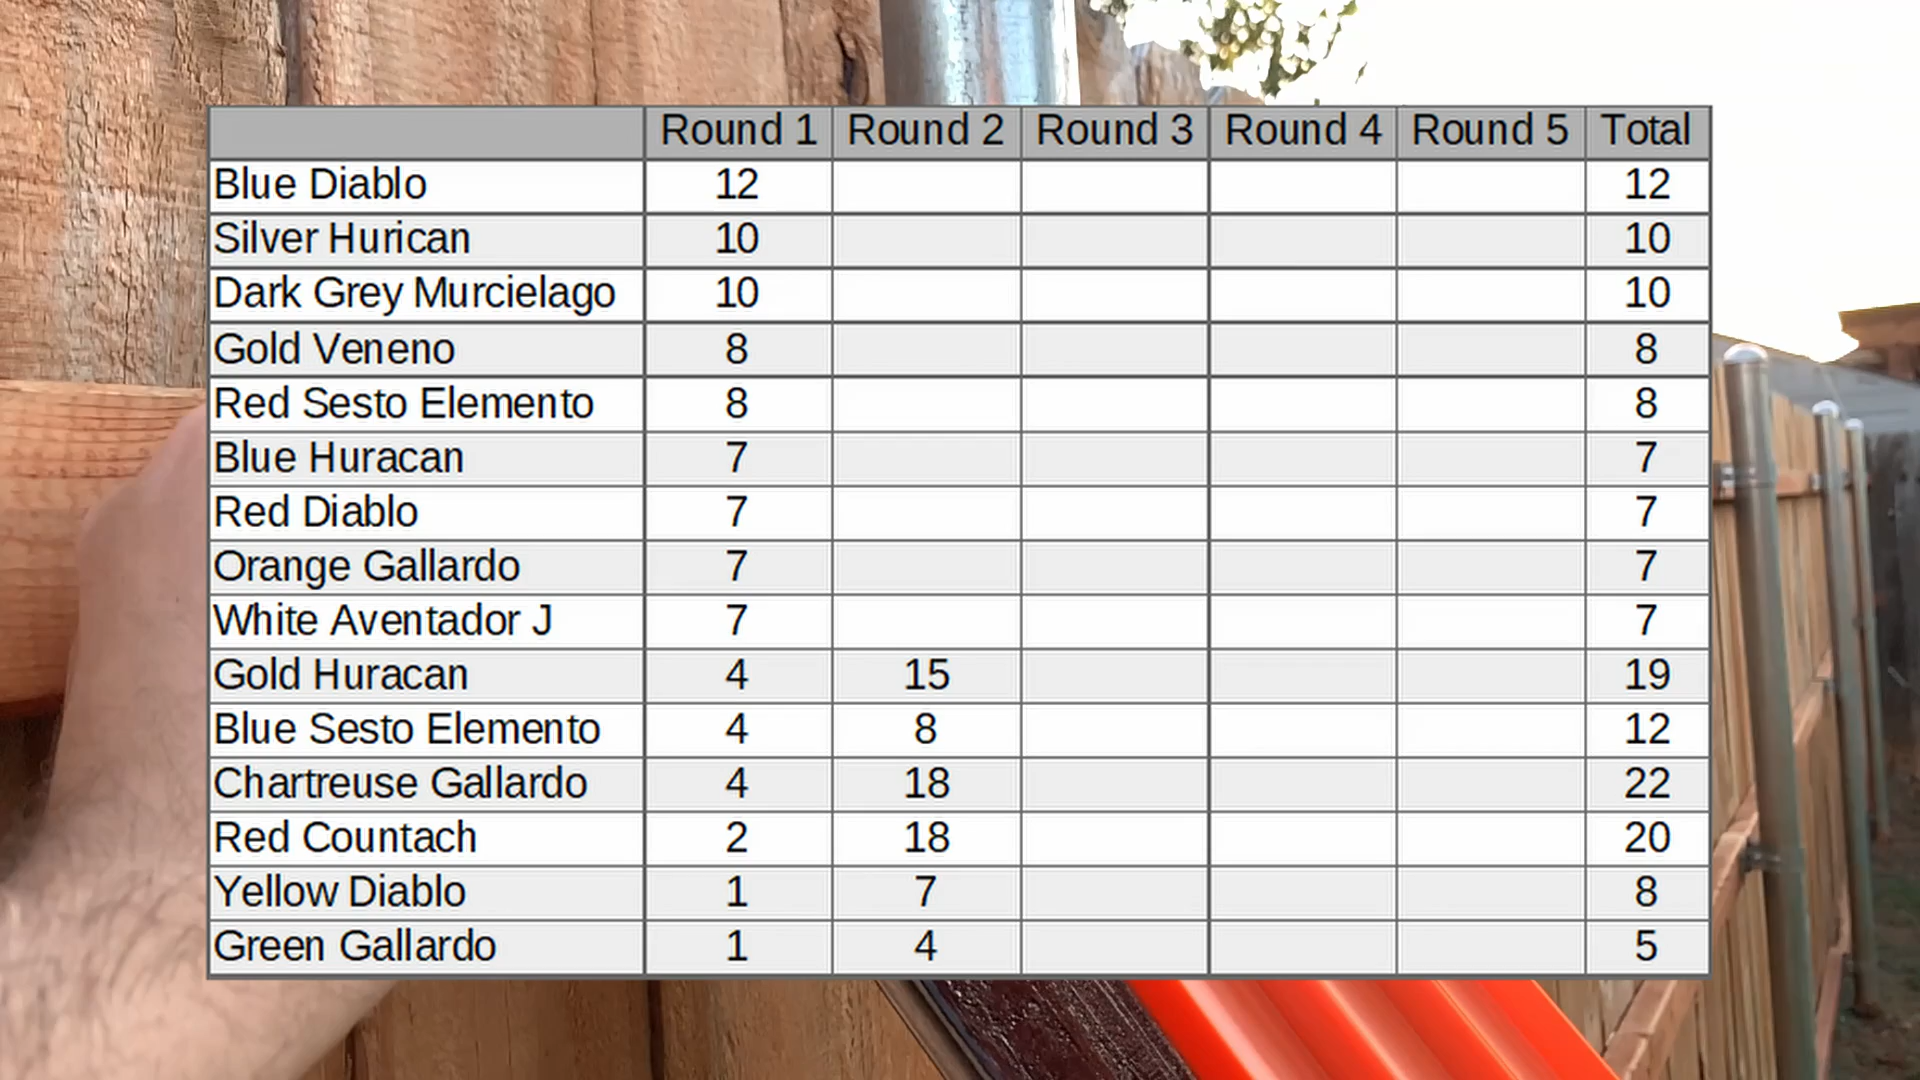 Round 1 Round 2 Round 3 Round 4 Round 5 Total
Blue Diablo 12 12
Silver Hurican 10 10
Dark Grey Murcielago 10 10
Gold Veneno 8 8
Red Sesto Elemento 8 8
Blue Huracan 7 7
Red Diablo 7 7
Orange Gallardo 7 7
White Aventador J 7 7
Gold Huracan 4 15 19
Blue Sesto Elemento 4 8 12
Chartreuse Gallardo 4 18 22
Red Countach 2 18 20
Yellow Diablo 1 7 8
Green Gallardo 1 4 5